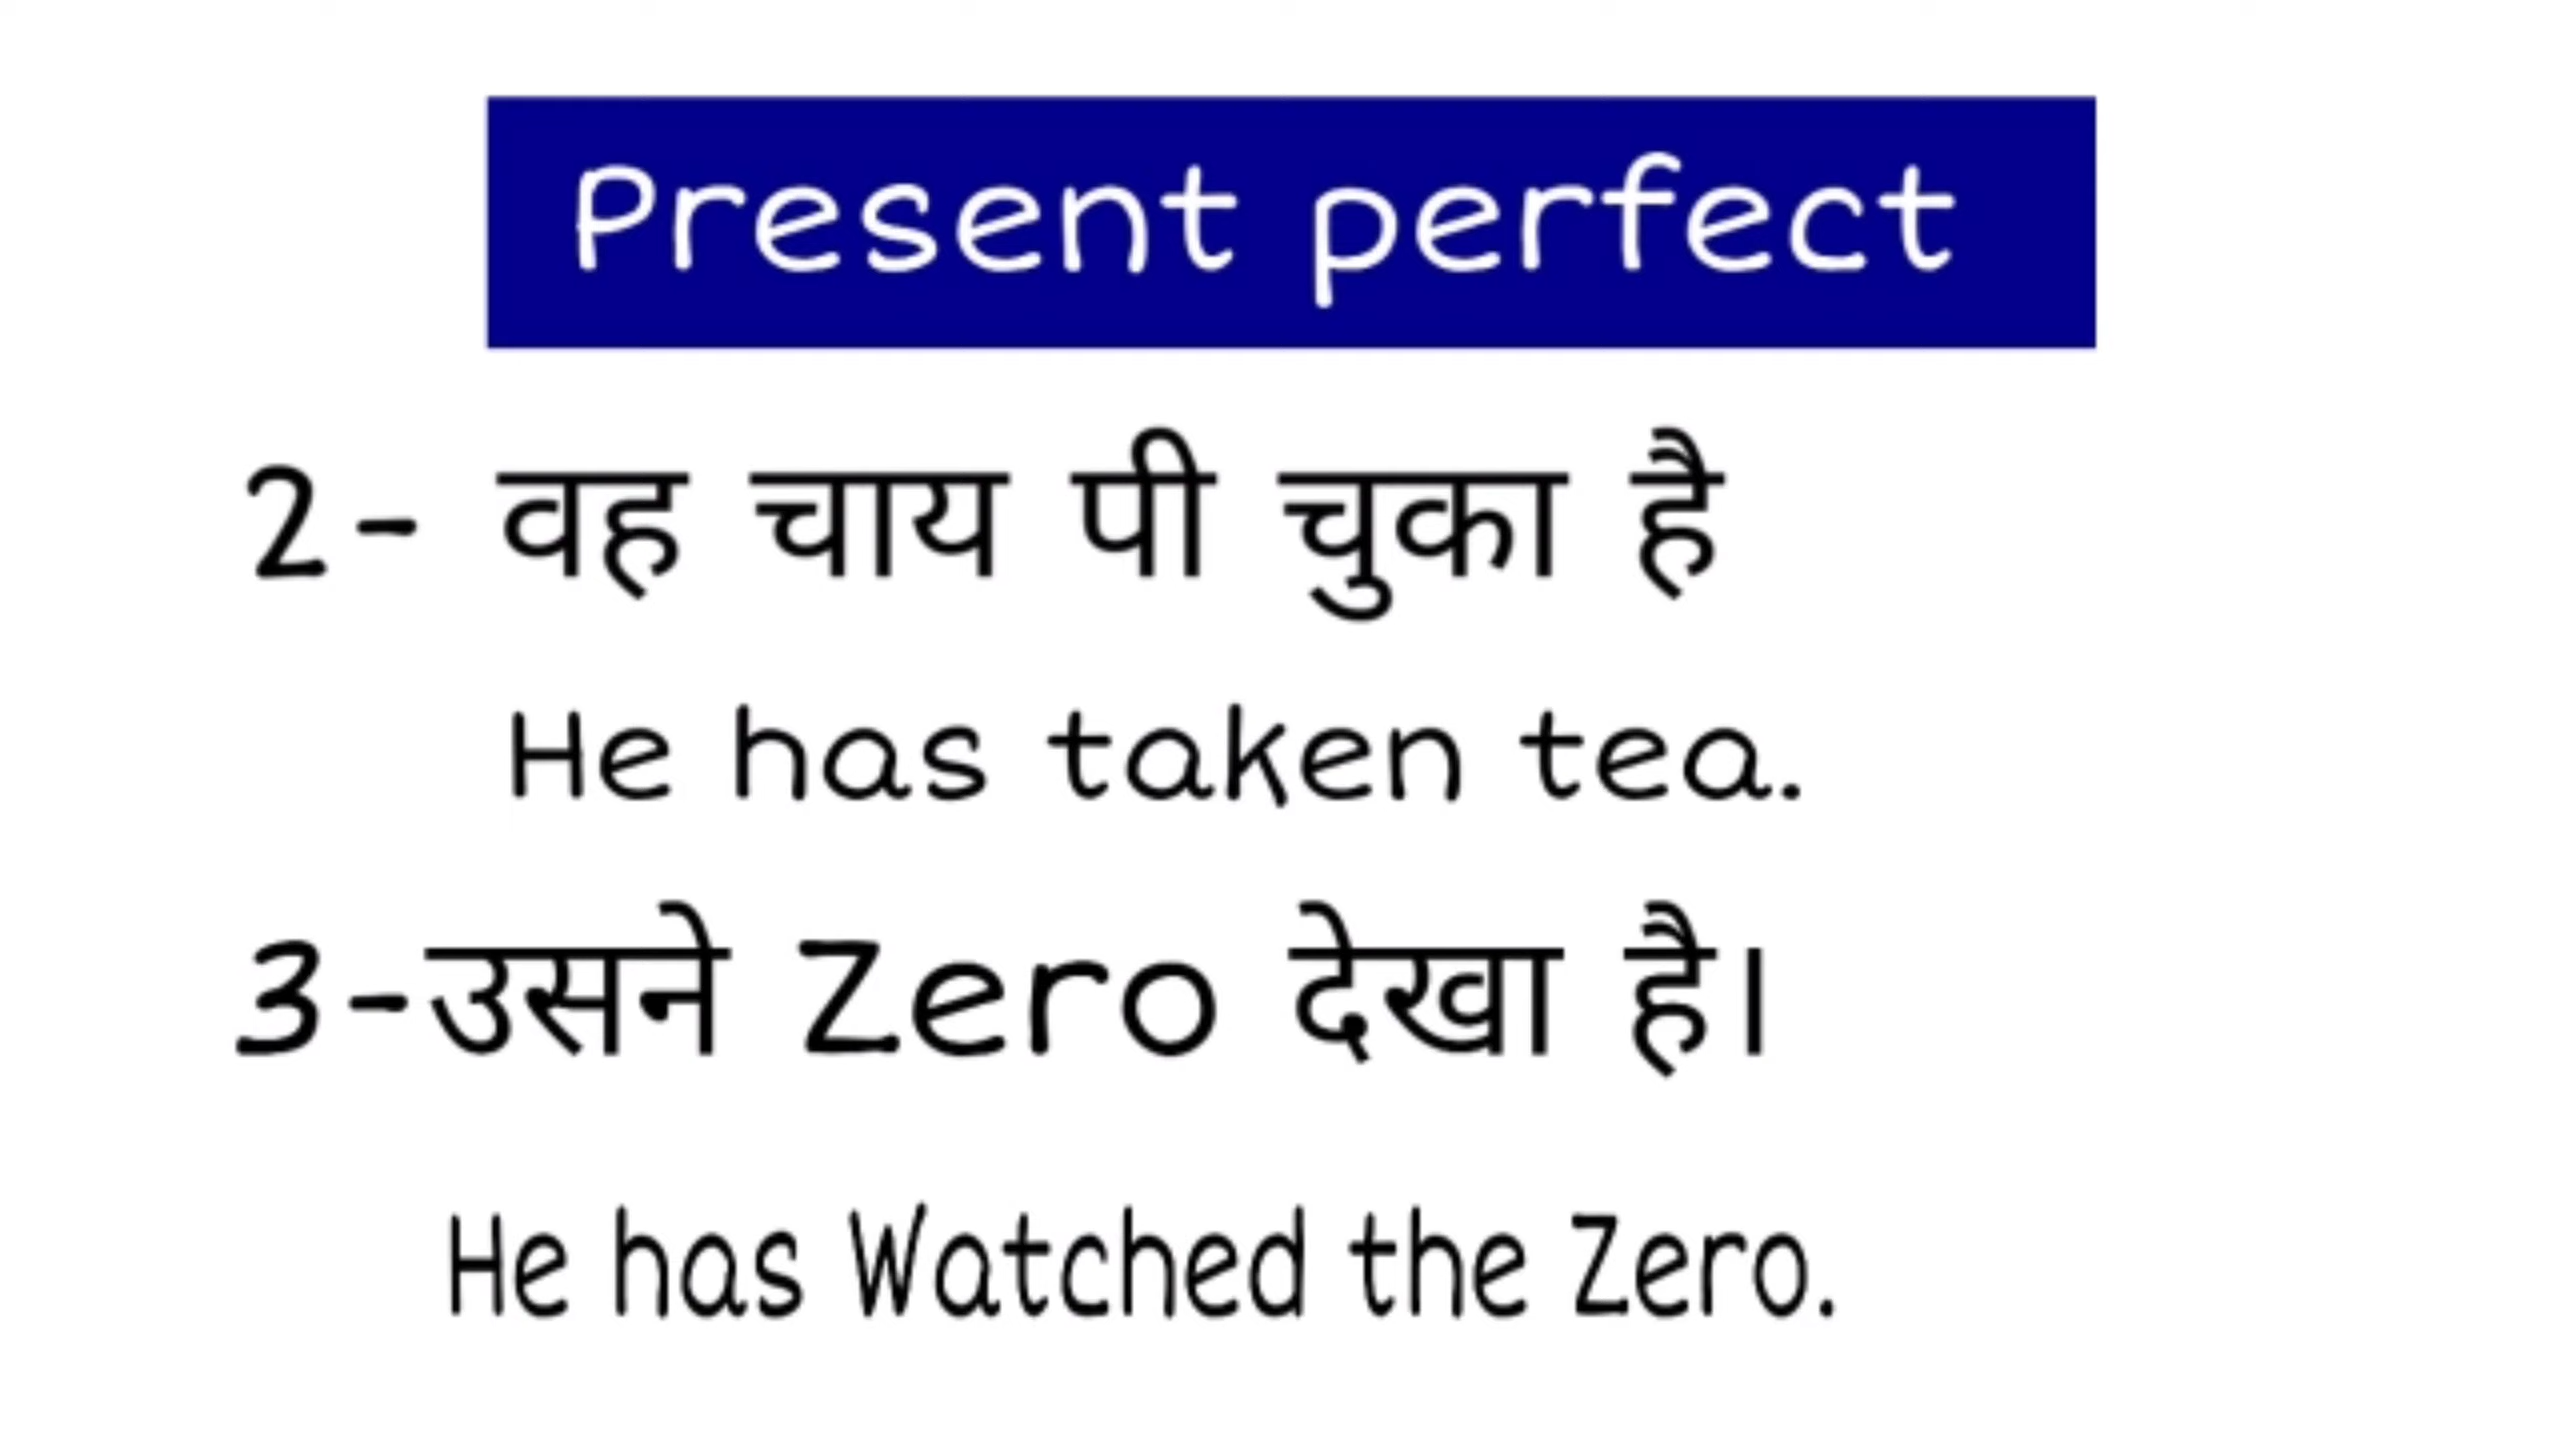 Present perfect
2- वह चाय पी चुका है
He has taken tea.
3-उसने Zero देखा है।
He has Watched the Zero.